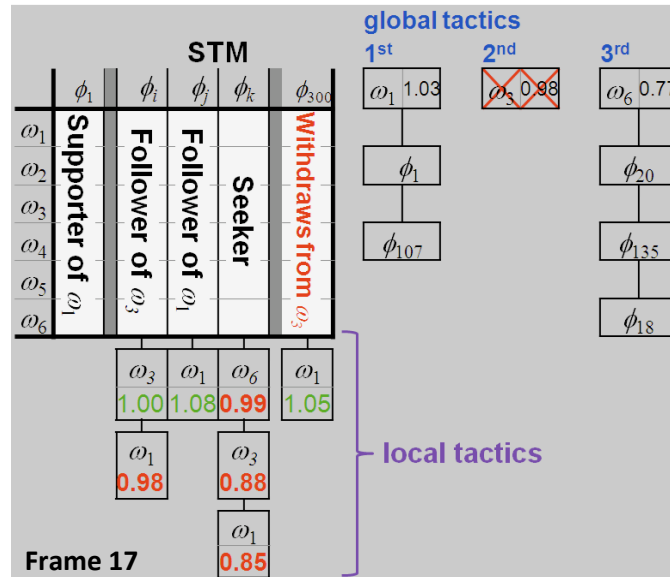 global tactics
STM
1st 2nd 3rd
ϕ1 ϕi ϕj ϕk ϕ300
ω1 1.03
ω3 0.98
ω6 0.77
ω1
ω2
ω3
ω4
ω5
ω6
Supporter of ω1
Follower of ω3
Follower of ω1
Seeker
Withdraws from ω3
ϕ1
ϕ107
ϕ20
ϕ135
ϕ18
ω3 ω1 ω6 ω1
1.00 1.08 0.99 1.05
ω1 ω3
0.98 0.88
ω1
0.85
local tactics
Frame 17